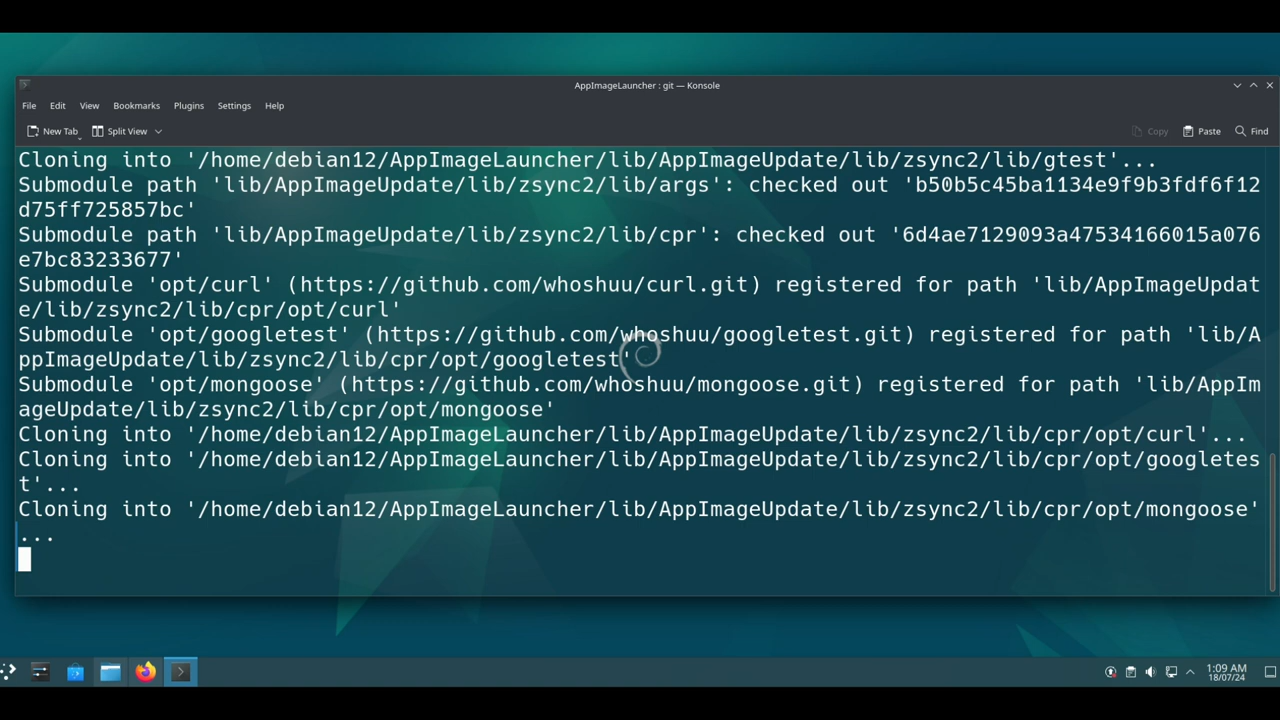 AppImageLauncher : git — Konsole
File Edit View Bookmarks Plugins Settings Help
New Tab Split View Copy Paste Find
Cloning into '/home/debian12/AppImageLauncher/lib/AppImageUpdate/lib/zsync2/lib/gtest'...
Submodule path 'lib/AppImageUpdate/lib/zsync2/lib/args': checked out 'b50b5c45ba1134e9f9b3fdf6f12
d75ff725857bc'
Submodule path 'lib/AppImageUpdate/lib/zsync2/lib/cpr': checked out '6d4ae7129093a47534166015a076
e7bc83233677'
Submodule 'opt/curl' (https://github.com/whoshuu/curl.git) registered for path 'lib/AppImageUpdat
e/lib/zsync2/lib/cpr/opt/curl'
Submodule 'opt/googletest' (https://github.com/whoshuu/googletest.git) registered for path 'lib/A
ppImageUpdate/lib/zsync2/lib/cpr/opt/googletest'
Submodule 'opt/mongoose' (https://github.com/whoshuu/mongoose.git) registered for path 'lib/AppIm
ageUpdate/lib/zsync2/lib/cpr/opt/mongoose'
Cloning into '/home/debian12/AppImageLauncher/lib/AppImageUpdate/lib/zsync2/lib/cpr/opt/curl'...
Cloning into '/home/debian12/AppImageLauncher/lib/AppImageUpdate/lib/zsync2/lib/cpr/opt/googletes
t'...
Cloning into '/home/debian12/AppImageLauncher/lib/AppImageUpdate/lib/zsync2/lib/cpr/opt/mongoose'
...
1:09 AM
18/07/24